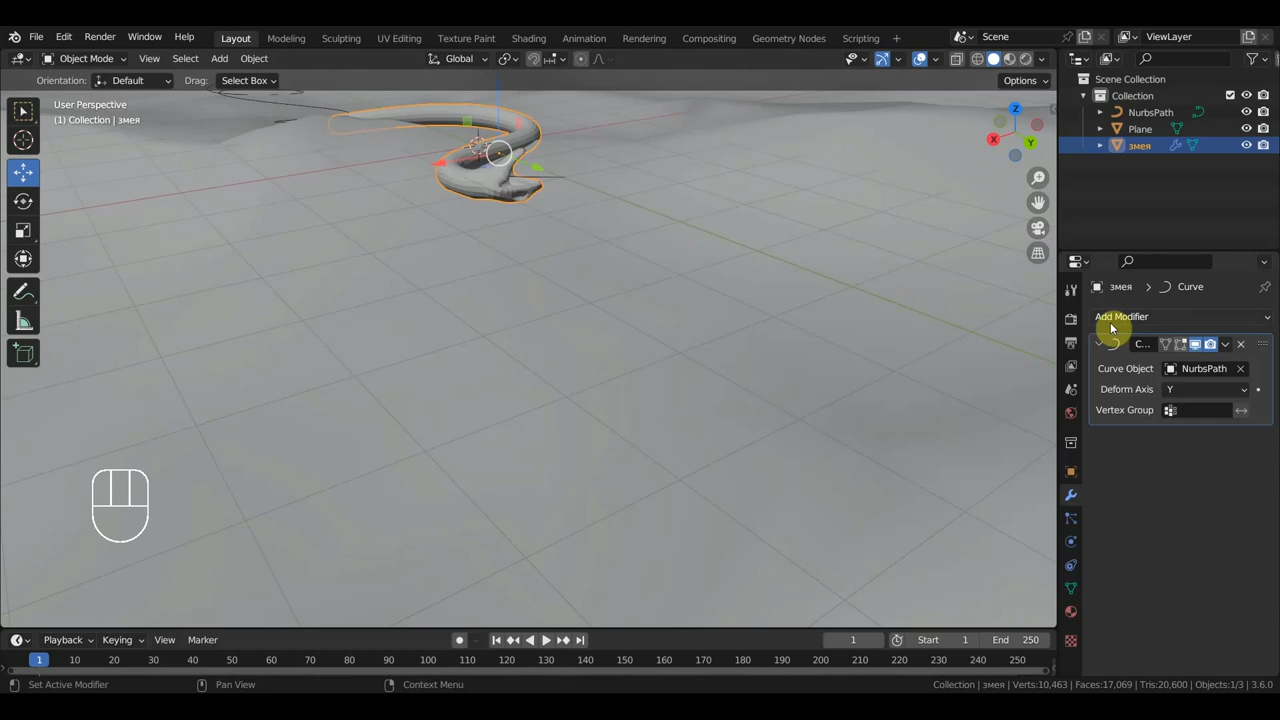 File Edit Render Window Help Layout Modeling Sculpting UV Editing Texture Paint Shading Animation Rendering Compositing Geometry Nodes Scripting + Scene ViewLayer
Object Mode View Select Add Object Global
Orientation: Default Drag: Select Box Options
Scene Collection
Collection
NurbsPath
Plane
змея
User Perspective
(1) Collection | змея
Z
X
Y
змея > Curve
Add Modifier
C...
Curve Object NurbsPath
Deform Axis Y
Vertex Group
Playback Keying View Marker 1 Start 1 End 250
1 10 20 30 40 50 60 70 80 90 100 110 120 130 140 150 160 170 180 190 200 210 220 230 240 250
Set Active Modifier Pan View Context Menu Collection | змея | Verts:10,463 | Faces:17,069 | Tris:20,600 | Objects:1/3 | 3.6.0